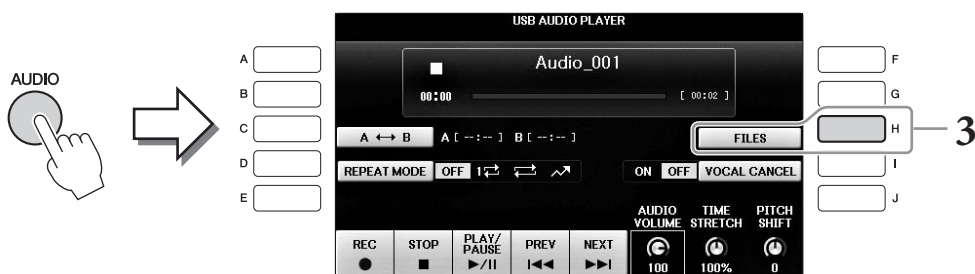 USB AUDIO PLAYER
AUDIO
A
B
C
D
E
Audio_001
00:00 [ 00:02 ]
A ↔ B A [ --:-- ] B [ --:-- ]
FILES
REPEAT MODE OFF 1
ON OFF VOCAL CANCEL
AUDIO VOLUME
TIME STRETCH
PITCH SHIFT
100
100%
0
REC
STOP
PLAY/PAUSE
PREV
NEXT
F
G
H
I
J
3